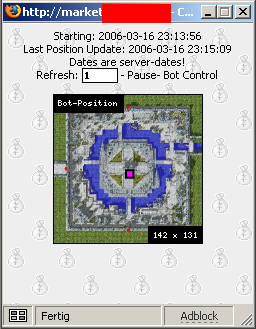 http://market - C...
Starting: 2006-03-16 23:13:56
Last Position Update: 2006-03-16 23:15:09
Dates are server-dates!
Refresh: 1 - Pause- Bot Control
Bot-Position
142 x 131
Fertig Adblock